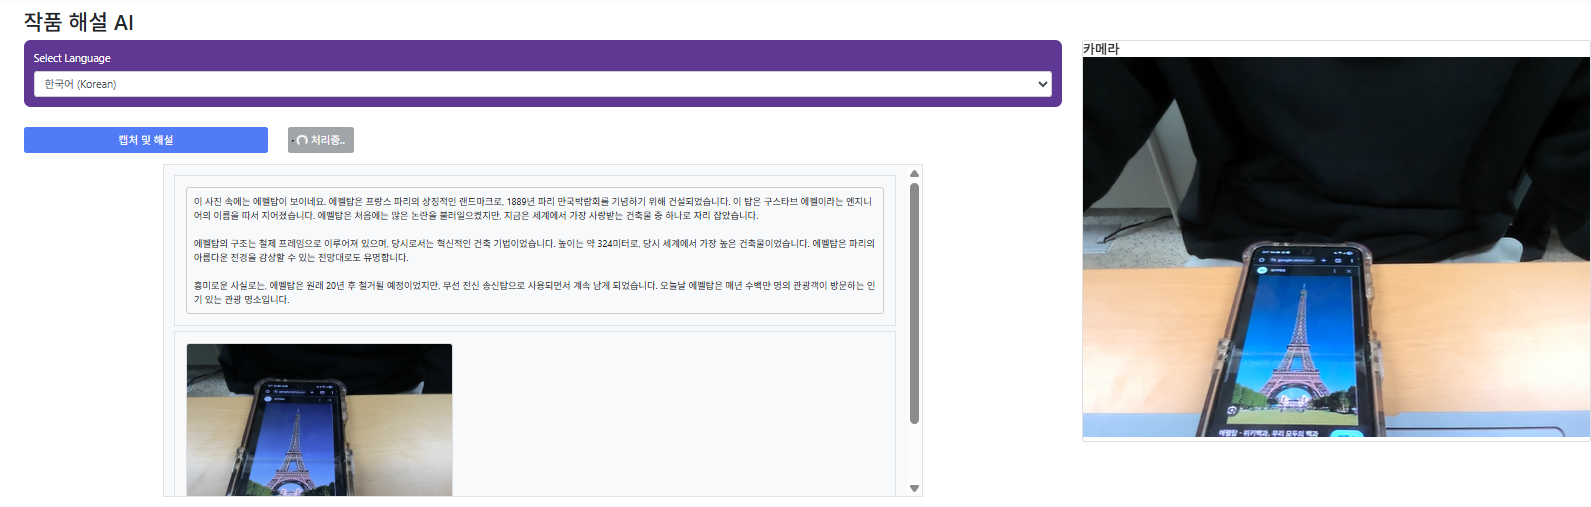 작품 해설 AI
Select Language
한국어 (Korean)
캡처 및 해설
처리중..
이 사진 속에는 에펠탑이 보이네요. 에펠탑은 프랑스 파리의 상징적인 랜드마크로, 1889년 파리 만국박람회를 기념하기 위해 건설되었습니다. 이 탑은 구스타브 에펠이라는 엔지니
어의 이름을 따서 지어졌습니다. 에펠탑은 처음에는 많은 논란을 불러일으켰지만, 지금은 세계에서 가장 사랑받는 건축물 중 하나로 자리 잡았습니다.
에펠탑의 구조는 철제 프레임으로 이루어져 있으며, 당시로서는 혁신적인 건축 기법이었습니다. 높이는 약 324미터로, 당시 세계에서 가장 높은 건축물이었습니다. 에펠탑은 파리의
아름다운 전경을 감상할 수 있는 전망대로도 유명합니다.
흥미로운 사실로는, 에펠탑은 원래 20년 후 철거될 예정이었지만, 무선 전신 송신탑으로 사용되면서 계속 남게 되었습니다. 오늘날 에펠탑은 매년 수백만 명의 관광객이 방문하는 인
기 있는 관광 명소입니다.
카메라
에펠탑 - 위키백과, 우리 모두의 백과